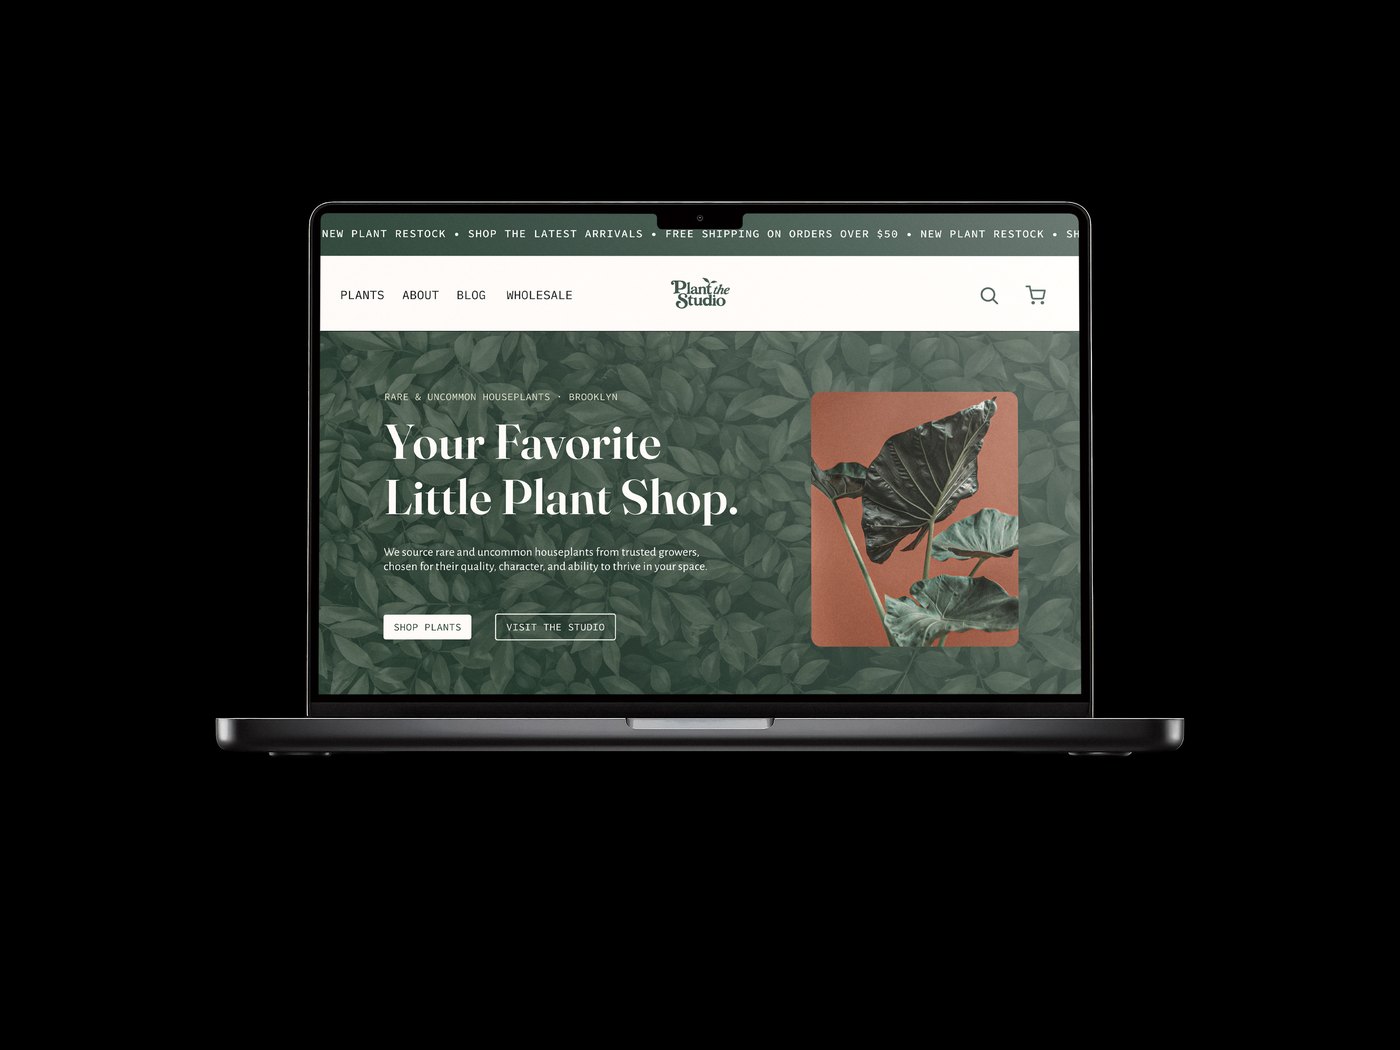 NEW PLANT RESTOCK • SHOP THE LATEST ARRIVALS • FREE SHIPPING ON ORDERS OVER $50 • NEW PLANT RESTOCK • SH
PLANTS ABOUT BLOG WHOLESALE
Plant the
Studio
RARE & UNCOMMON HOUSEPLANTS · BROOKLYN
Your Favorite
Little Plant Shop.
We source rare and uncommon houseplants from trusted growers,
chosen for their quality, character, and ability to thrive in your space.
SHOP PLANTS VISIT THE STUDIO